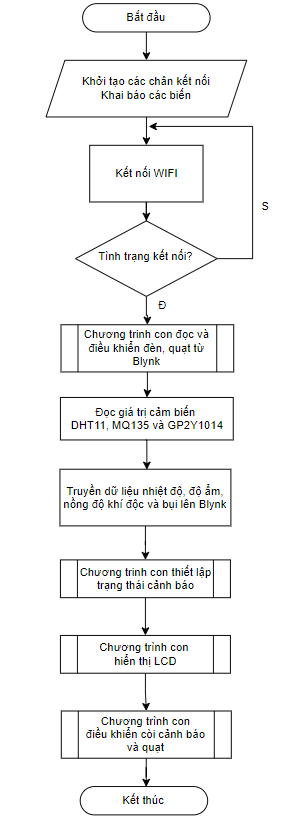 Bắt đầu
Khởi tạo các chân kết nối
Khai báo các biến
Kết nối WIFI
S
Tình trạng kết nối?
Đ
Chương trình con đọc và
điều khiển đèn, quạt từ
Blynk
Đọc giá trị cảm biến
DHT11, MQ135 và GP2Y1014
Truyền dữ liệu nhiệt độ, độ ẩm,
nồng độ khí độc và bụi lên Blynk
Chương trình con thiết lập
trạng thái cảnh báo
Chương trình con
hiển thị LCD
Chương trình con
điều khiển còi cảnh báo
và quạt
Kết thúc